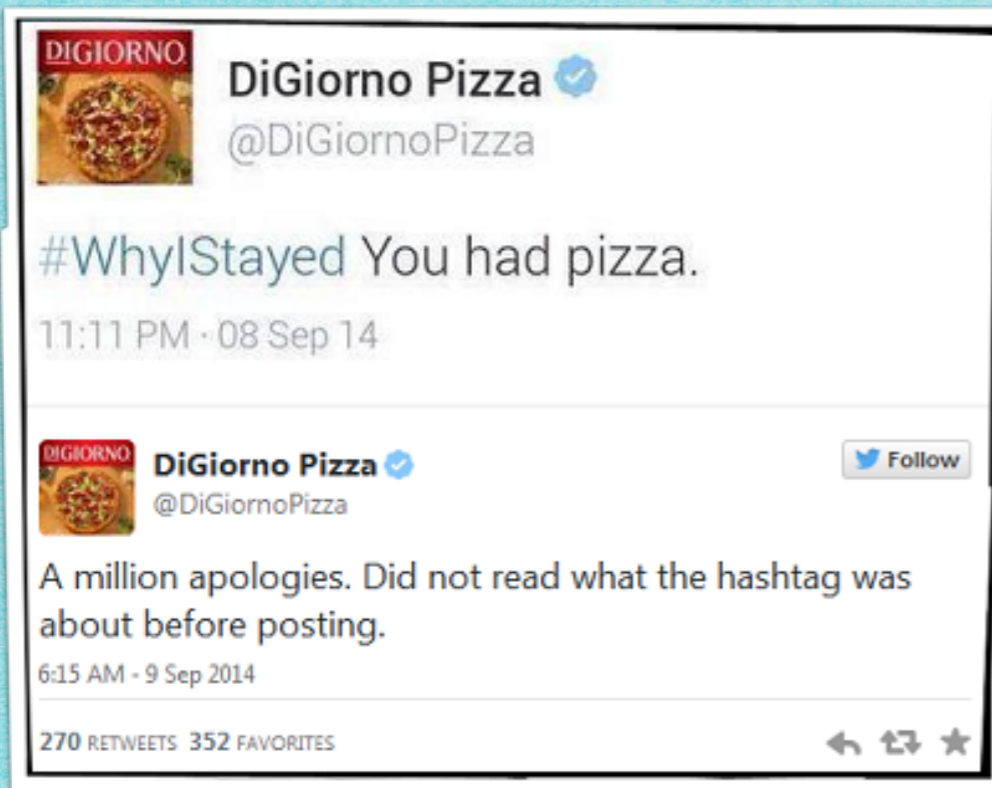 DIGIORNO
DiGiorno Pizza
@DiGiornoPizza
#WhyIStayed You had pizza.
11:11 PM · 08 Sep 14
DIGIORNO
DiGiorno Pizza
@DiGiornoPizza
Follow
A million apologies. Did not read what the hashtag was
about before posting.
6:15 AM - 9 Sep 2014
270 RETWEETS 352 FAVORITES